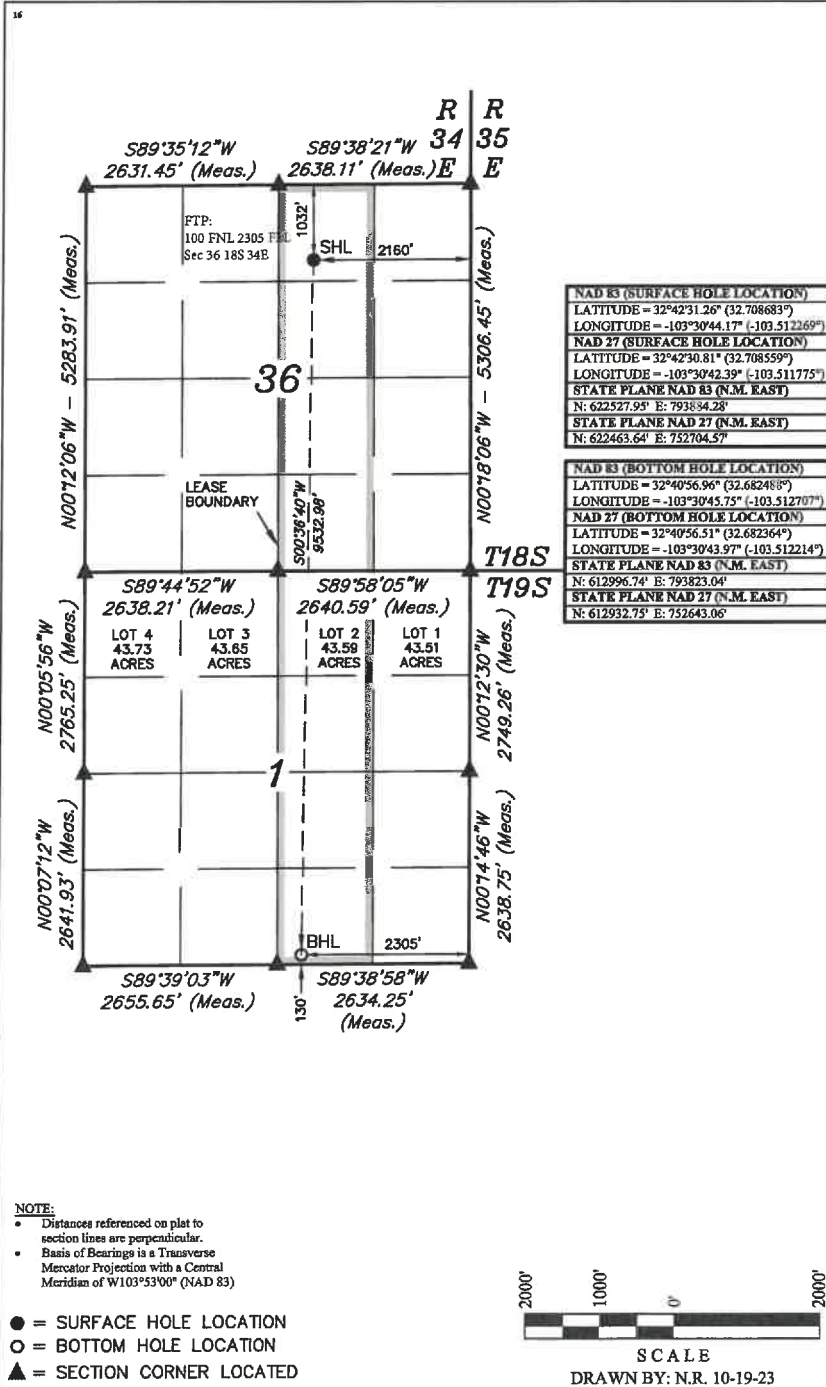 16
R R
34 35
E E
S89°35'12"W
2631.45' (Meas.)
S89°38'21"W
2638.11' (Meas.)
FTP:
100 FNL 2305 FEL
Sec 36 18S 34E
1032'
SHL
2160'
N00°12'06"W – 5283.91' (Meas.)
N00°18'06"W – 5306.45' (Meas.)
36
LEASE
BOUNDARY
S00°36'40"W
9532.98'
NAD 83 (SURFACE HOLE LOCATION)
LATITUDE = 32°42'31.26" (32.708683°)
LONGITUDE = -103°30'44.17" (-103.512269°)
NAD 27 (SURFACE HOLE LOCATION)
LATITUDE = 32°42'30.81" (32.708559°)
LONGITUDE = -103°30'42.39" (-103.511775°)
STATE PLANE NAD 83 (N.M. EAST)
N: 622527.95' E: 793884.28'
STATE PLANE NAD 27 (N.M. EAST)
N: 622463.64' E: 752704.57'
NAD 83 (BOTTOM HOLE LOCATION)
LATITUDE = 32°40'56.96" (32.682488°)
LONGITUDE = -103°30'45.75" (-103.512707°)
NAD 27 (BOTTOM HOLE LOCATION)
LATITUDE = 32°40'56.51" (32.682364°)
LONGITUDE = -103°30'43.97" (-103.512214°)
STATE PLANE NAD 83 (N.M. EAST)
N: 612996.74' E: 793823.04'
STATE PLANE NAD 27 (N.M. EAST)
N: 612932.75' E: 752643.06'
T18S
T19S
S89°44'52"W
2638.21' (Meas.)
S89°58'05"W
2640.59' (Meas.)
LOT 4
43.73
ACRES
LOT 3
43.65
ACRES
LOT 2
43.59
ACRES
LOT 1
43.51
ACRES
N00°05'56"W
2765.25' (Meas.)
N00°12'30"W
2749.26' (Meas.)
1
N00°07'12"W
2641.93' (Meas.)
N00°14'46"W
2638.75' (Meas.)
BHL
2305'
S89°39'03"W
2655.65' (Meas.)
130'
S89°38'58"W
2634.25'
(Meas.)
NOTE:
• Distances referenced on plat to
section lines are perpendicular.
• Basis of Bearings is a Transverse
Mercator Projection with a Central
Meridian of W103°53'00" (NAD 83)
● = SURFACE HOLE LOCATION
○ = BOTTOM HOLE LOCATION
▲ = SECTION CORNER LOCATED
2000' 1000' 0' 2000'
SCALE
DRAWN BY: N.R. 10-19-23